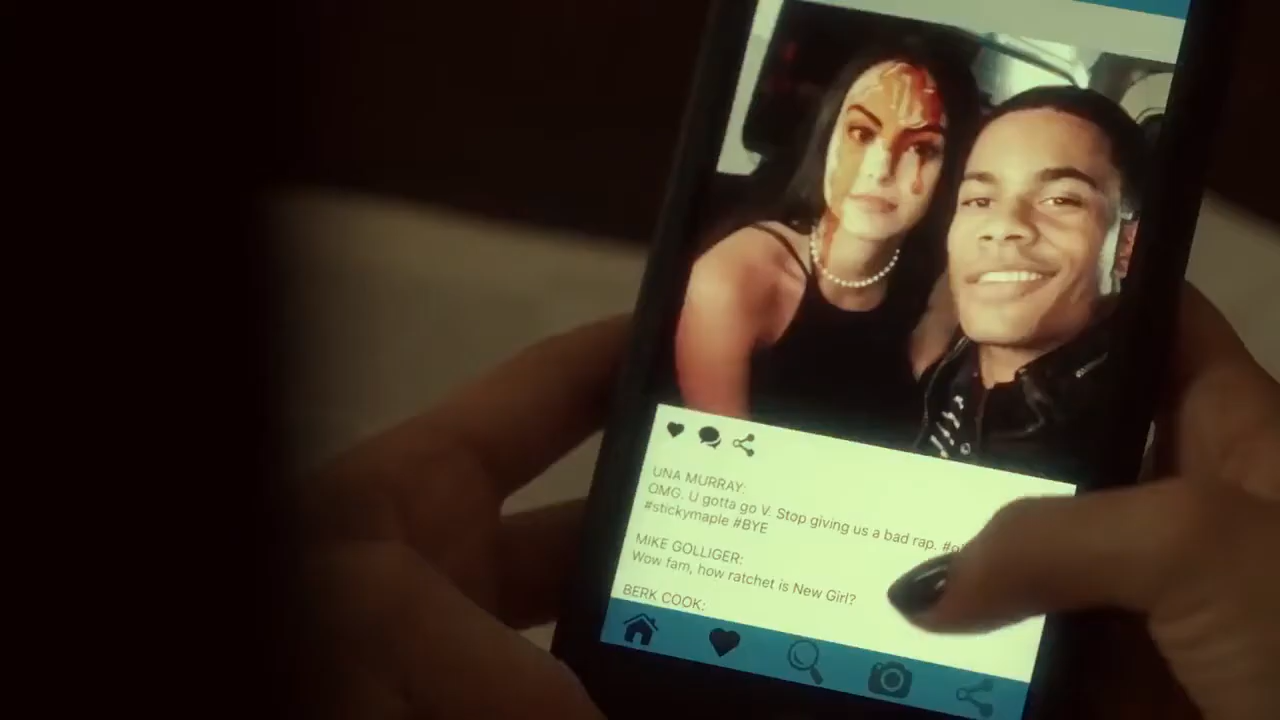 UNA MURRAY:
OMG. U gotta go V. Stop giving us a bad rap.
#stickymaple #BYE
MIKE GOLLIGER:
Wow fam, how ratchet is New Girl?
BERK COOK: